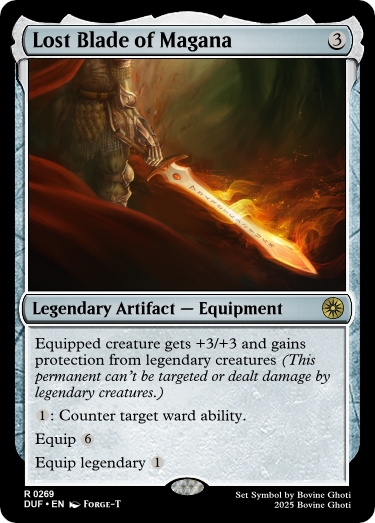 Lost Blade of Magana 3
Legendary Artifact — Equipment
Equipped creature gets +3/+3 and gains
protection from legendary creatures (This
permanent can't be targeted or dealt damage by
legendary creatures.)
1: Counter target ward ability.
Equip 6
Equip legendary 1
R 0269
DUF • EN Forge-T
Set Symbol by Bovine Ghoti
2025 Bovine Ghoti